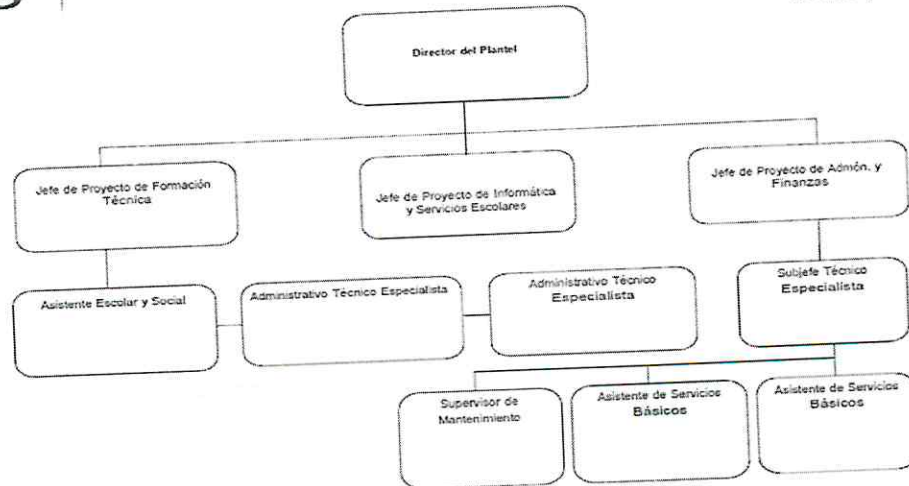 Director del Plantel
Jefe de Proyecto de Formación
Técnica
Jefe de Proyecto de Informática
y Servicios Escolares
Jefe de Proyecto de Admón. y
Finanzas
Asistente Escolar y Social
Administrativo Técnico Especialista
Administrativo Técnico
Especialista
Subjefe Técnico
Especialista
Supervisor de
Mantenimiento
Asistente de Servicios
Básicos
Asistente de Servicios
Básicos